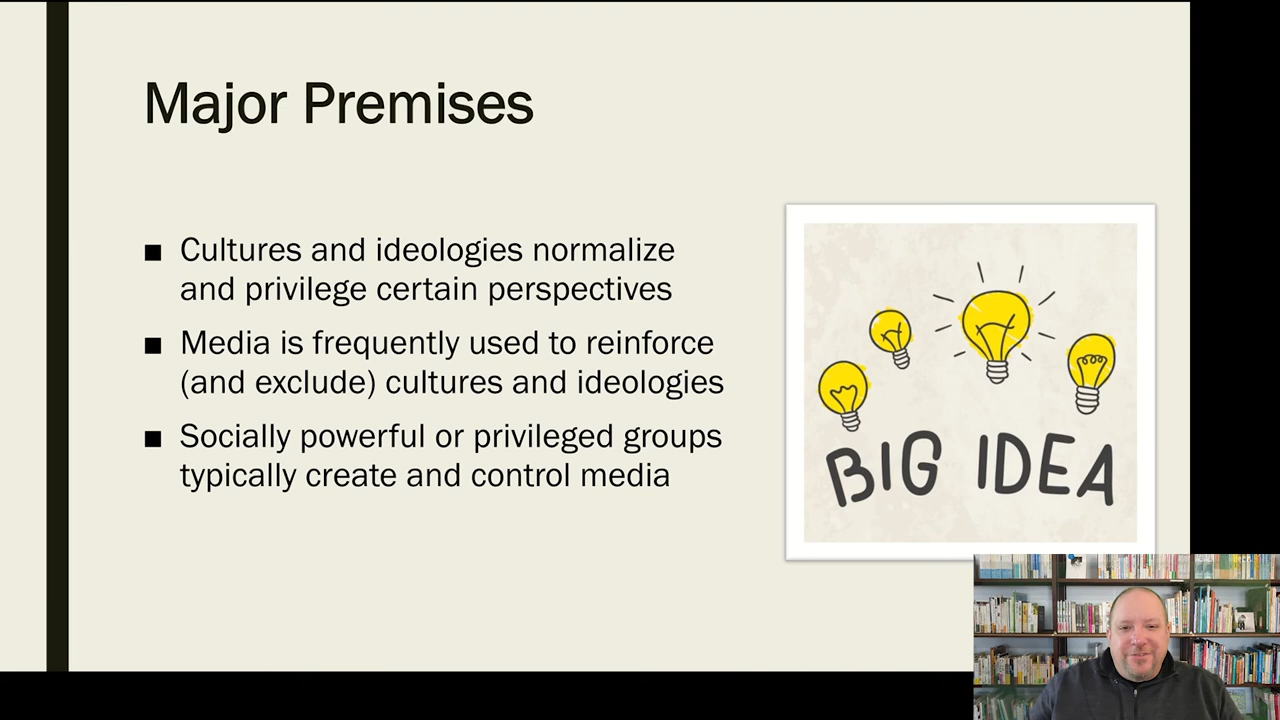 Major Premises
■ Cultures and ideologies normalize
and privilege certain perspectives
■ Media is frequently used to reinforce
(and exclude) cultures and ideologies
■ Socially powerful or privileged groups
typically create and control media
BIG IDEA